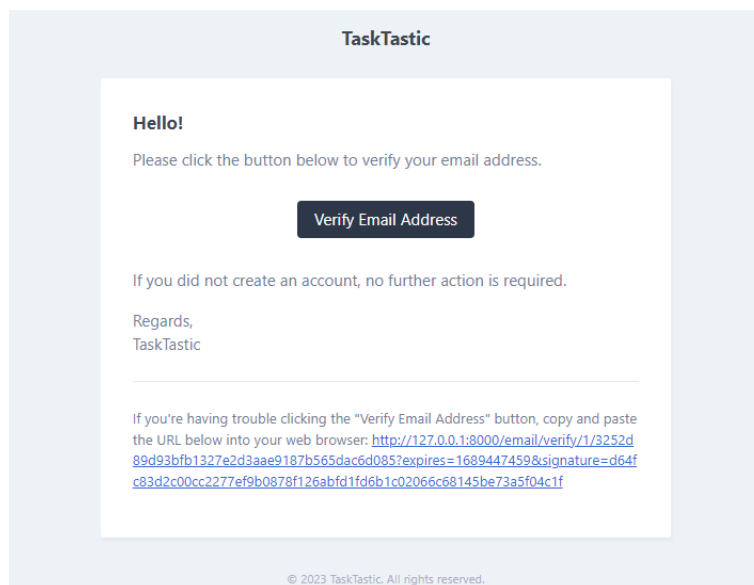 TaskTastic
Hello!
Please click the button below to verify your email address.
Verify Email Address
If you did not create an account, no further action is required.
Regards,
TaskTastic
If you're having trouble clicking the "Verify Email Address" button, copy and paste
the URL below into your web browser: http://127.0.0.1:8000/email/verify/1/3252d
89d93bfb1327e2d3aae9187b565dac6d085?expires=1689447459&signature=d64f
c83d2c00cc2277ef9b0878f126abfd1fd6b1c02066c68145be73a5f04c1f
© 2023 TaskTastic. All rights reserved.